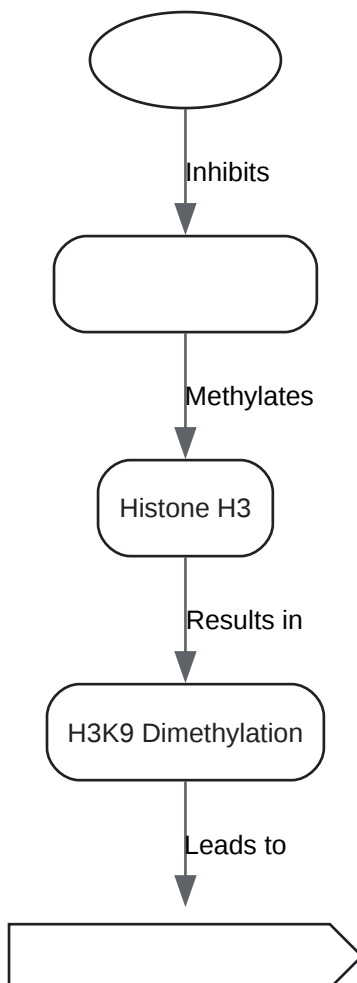 Inhibits
Methylates
Histone H3
Results in
H3K9 Dimethylation
Leads to